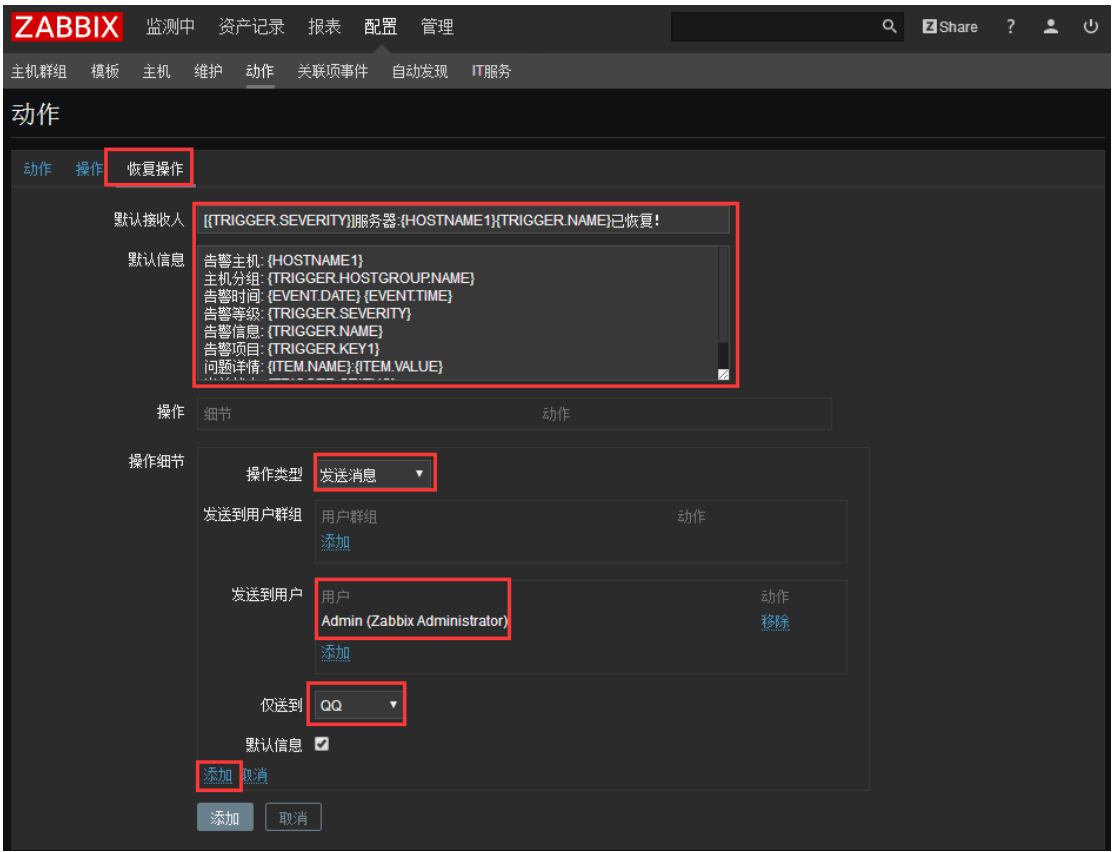 ZABBIX 监测中 资产记录 报表 配置 管理 Z Share ?
主机群组 模板 主机 维护 动作 关联项事件 自动发现 IT服务
动作
动作 操作 恢复操作
默认接收人 [{TRIGGER.SEVERITY}]服务器:{HOSTNAME1}{TRIGGER.NAME}已恢复!
默认信息 告警主机: {HOSTNAME1}
主机分组: {TRIGGER.HOSTGROUP.NAME}
告警时间: {EVENT.DATE} {EVENT.TIME}
告警等级: {TRIGGER.SEVERITY}
告警信息: {TRIGGER.NAME}
告警项目: {TRIGGER.KEY1}
问题详情: {ITEM.NAME}:{ITEM.VALUE}
操作 细节 动作
操作细节
操作类型 发送消息
发送到用户群组 用户群组 动作
添加
发送到用户 用户 动作
Admin (Zabbix Administrator) 移除
添加
仅送到 QQ
默认信息
添加 取消
添加 取消